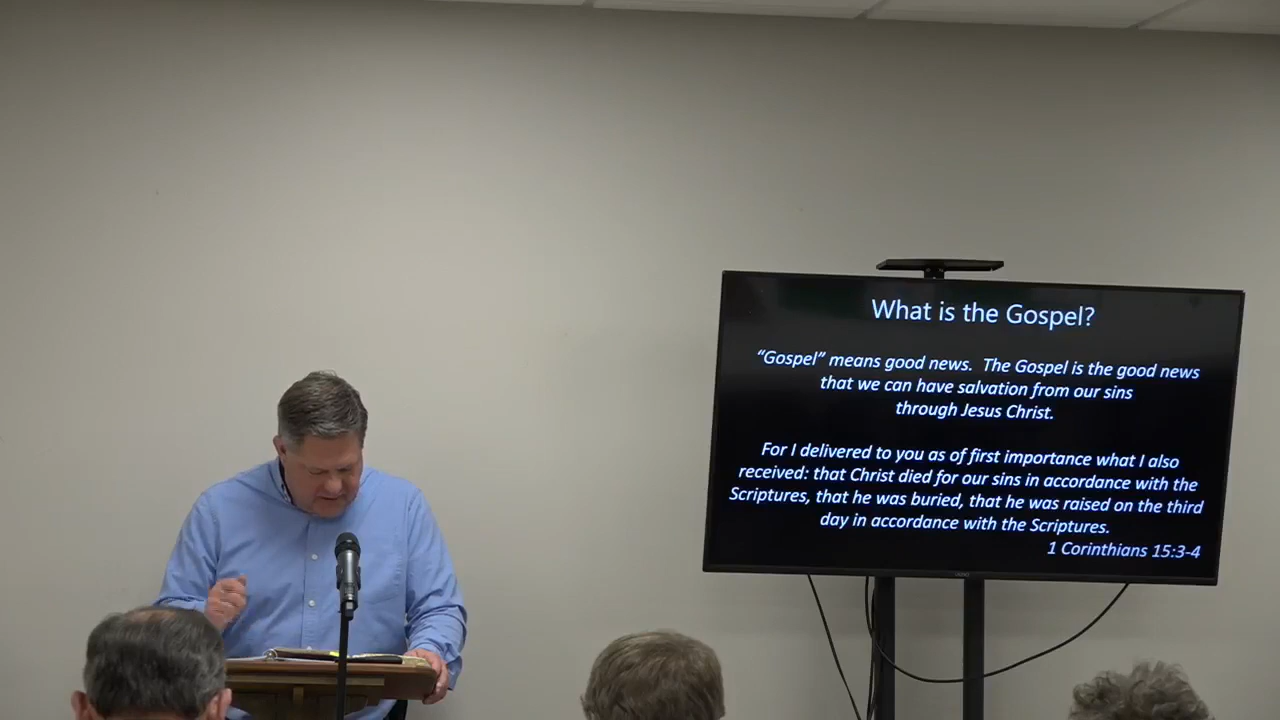 What is the Gospel?
“Gospel” means good news.  The Gospel is the good news
that we can have salvation from our sins
through Jesus Christ.
For I delivered to you as of first importance what I also
received: that Christ died for our sins in accordance with the
Scriptures, that he was buried, that he was raised on the third
day in accordance with the Scriptures.
1 Corinthians 15:3-4